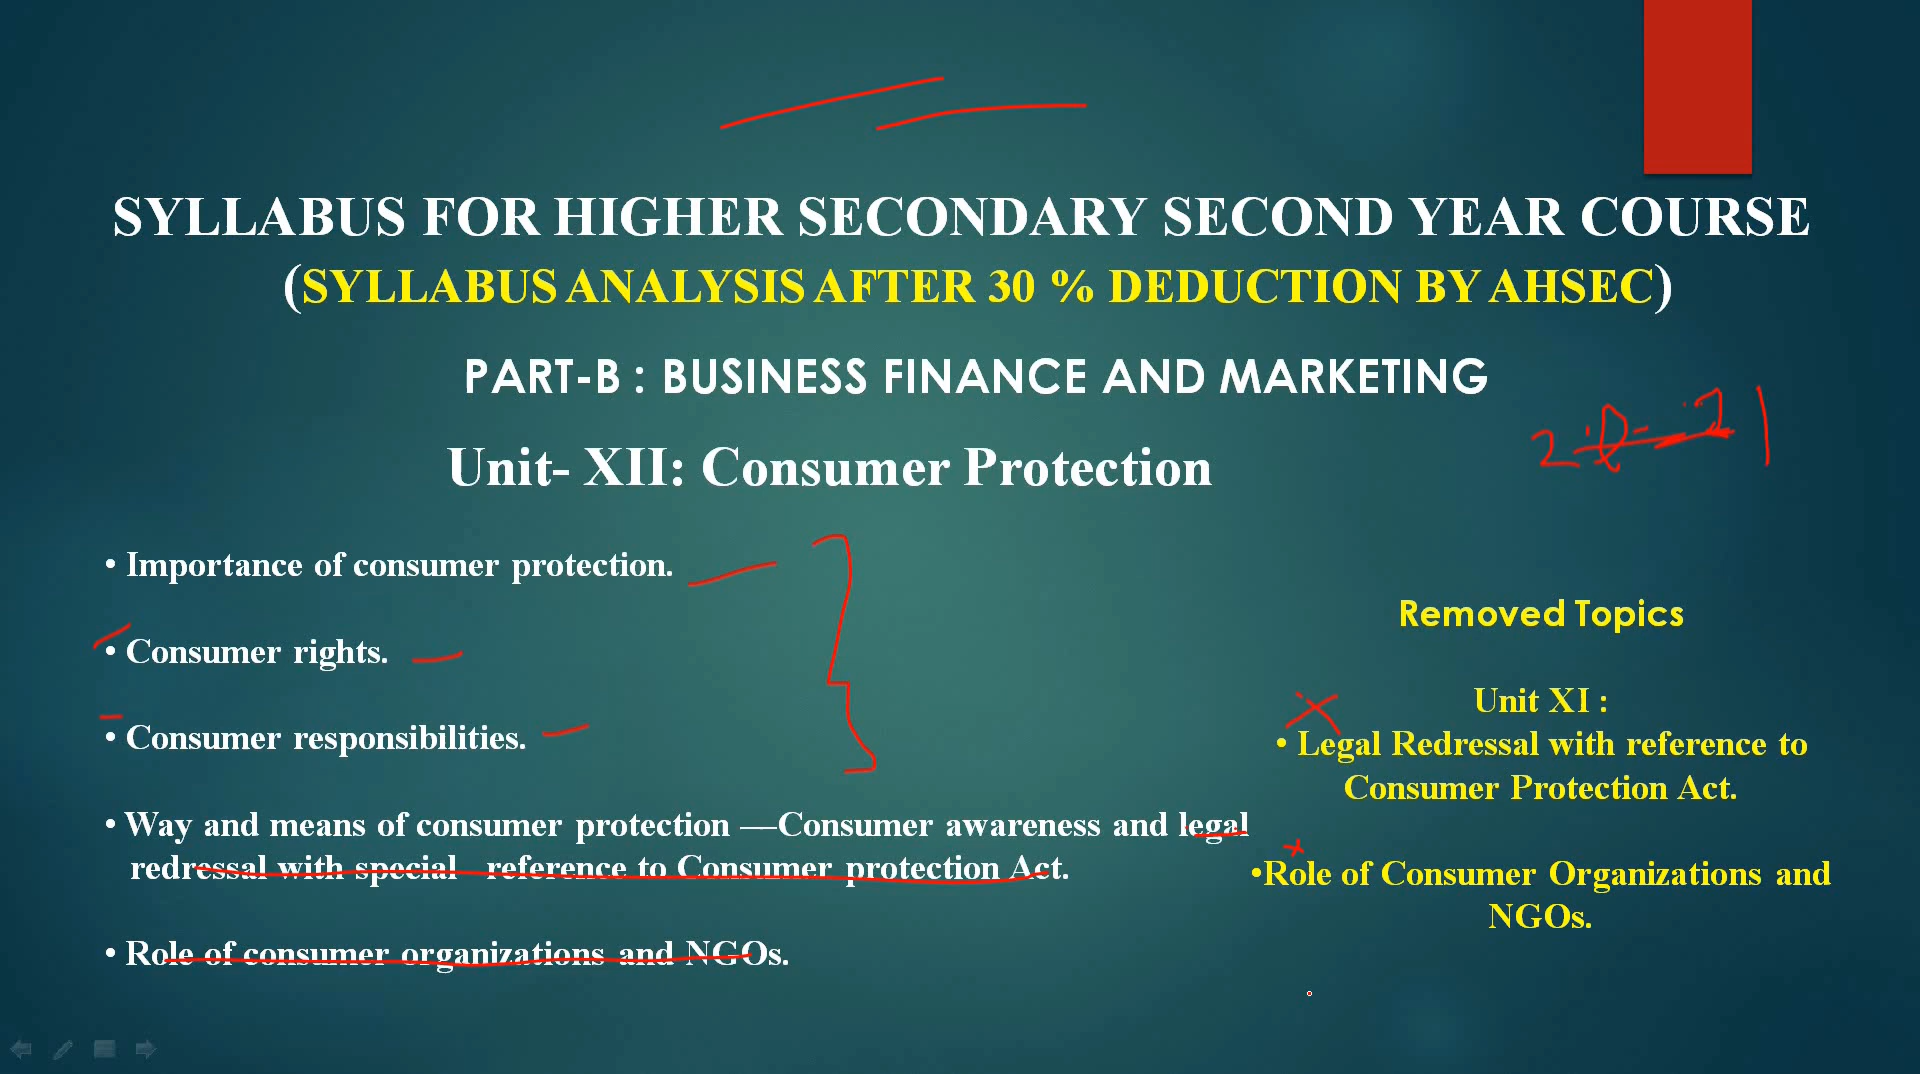 SYLLABUS FOR HIGHER SECONDARY SECOND YEAR COURSE
(SYLLABUS ANALYSIS AFTER 30 % DEDUCTION BY AHSEC)
PART-B : BUSINESS FINANCE AND MARKETING
Unit- XII: Consumer Protection
• Importance of consumer protection.
• Consumer rights.
• Consumer responsibilities.
• Way and means of consumer protection —Consumer awareness and legal
redressal with special reference to Consumer protection Act.
• Role of consumer organizations and NGOs.
Removed Topics
Unit XI :
• Legal Redressal with reference to
Consumer Protection Act.
•Role of Consumer Organizations and
NGOs.